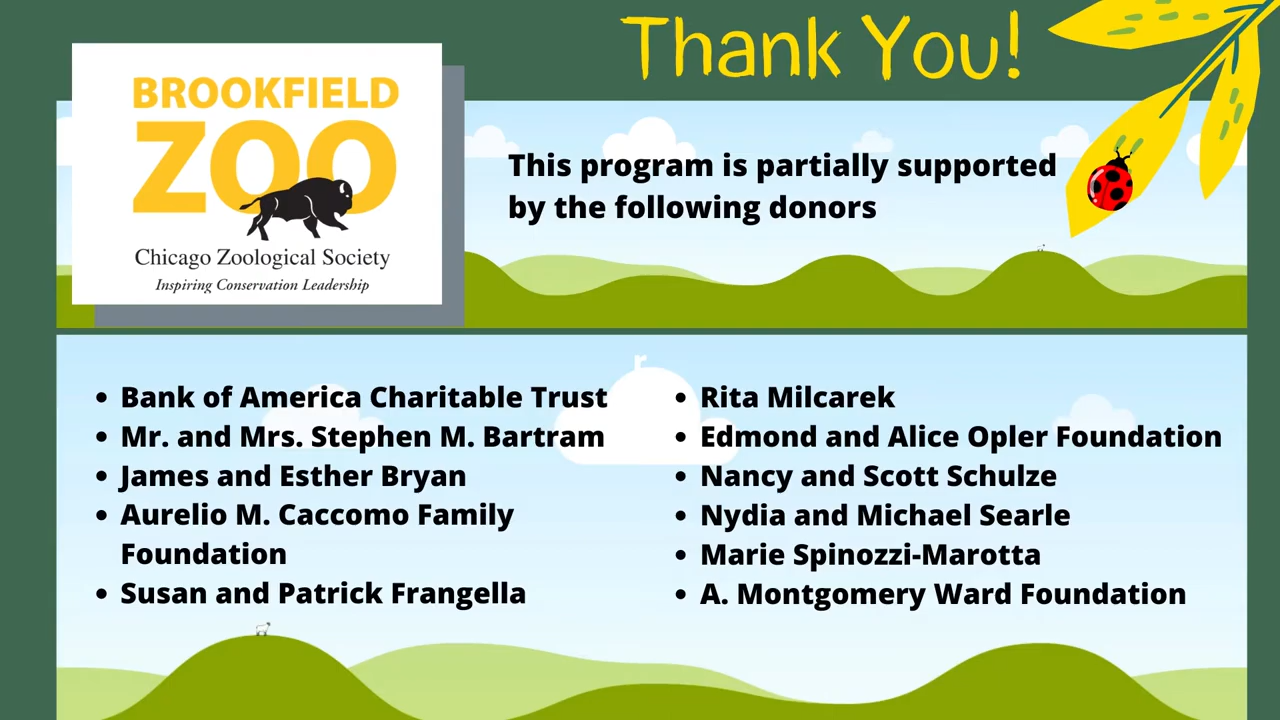 Thank You!
BROOKFIELD
ZOO
Chicago Zoological Society
Inspiring Conservation Leadership
This program is partially supported
by the following donors
r
• Bank of America Charitable Trust
• Mr. and Mrs. Stephen M. Bartram
• James and Esther Bryan
• Aurelio M. Caccomo Family
Foundation
• Susan and Patrick Frangella
• Rita Milcarek
• Edmond and Alice Opler Foundation
• Nancy and Scott Schulze
• Nydia and Michael Searle
• Marie Spinozzi-Marotta
• A. Montgomery Ward Foundation